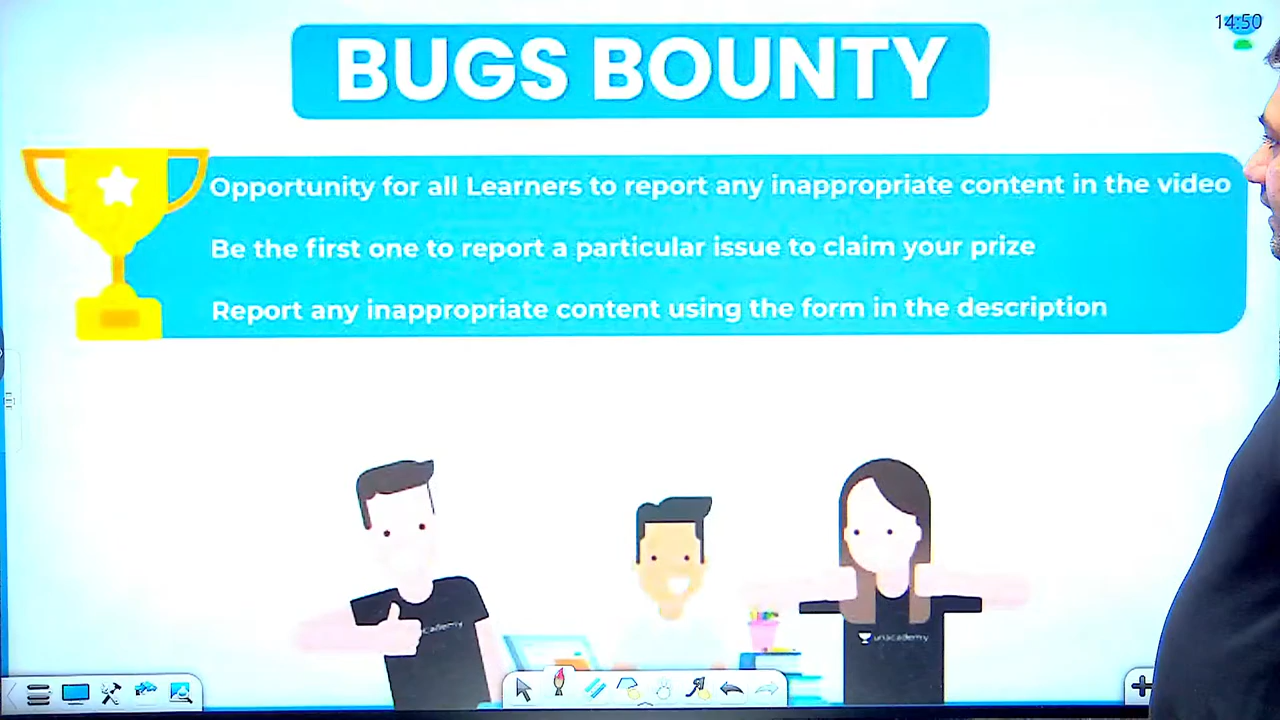 14:50
BUGS BOUNTY
Opportunity for all Learners to report any inappropriate content in the video
Be the first one to report a particular issue to claim your prize
Report any inappropriate content using the form in the description
cademy
unacademy